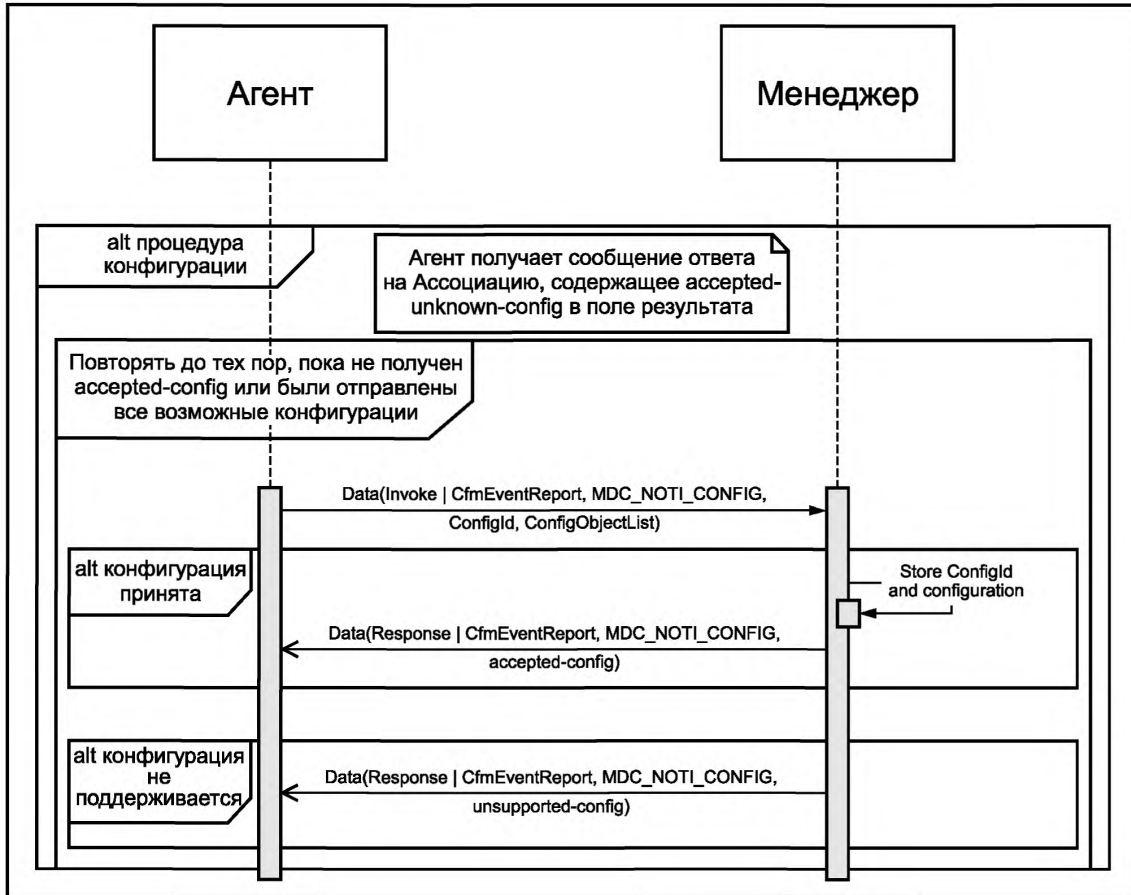 Агент
Менеджер
alt процедура
конфигурации
Агент получает сообщение ответа
на Ассоциацию, содержащее accepted-
unknown-config в поле результата
Повторять до тех пор, пока не получен
accepted-config или были отправлены
все возможные конфигурации
Data(Invoke | CfmEventReport, MDC_NOTI_CONFIG,
ConfigId, ConfigObjectList)
alt конфигурация
принята
Store ConfigId
and configuration
Data(Response | CfmEventReport, MDC_NOTI_CONFIG,
accepted-config)
alt конфигурация
не
поддерживается
Data(Response | CfmEventReport, MDC_NOTI_CONFIG,
unsupported-config)